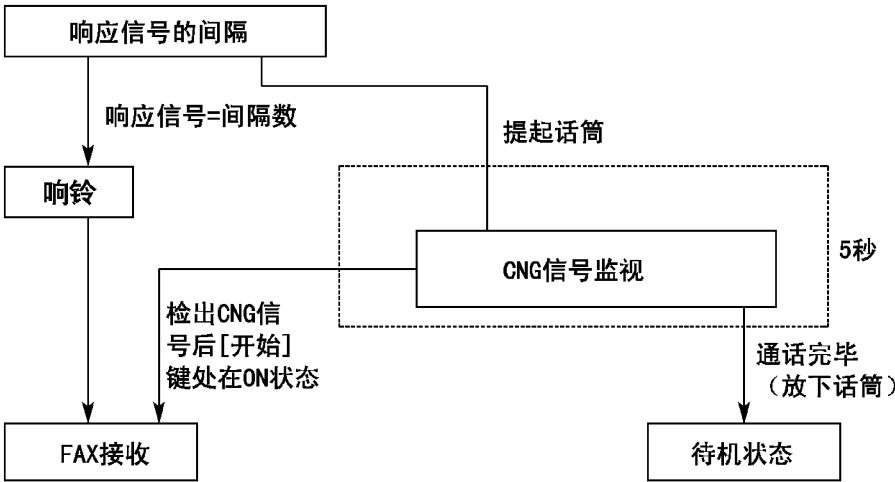 响应信号的间隔
响应信号=间隔数
提起话筒
响铃
5秒
CNG信号监视
检出CNG信
号后[开始]
键处在ON状态
通话完毕
（放下话筒）
FAX接收
待机状态